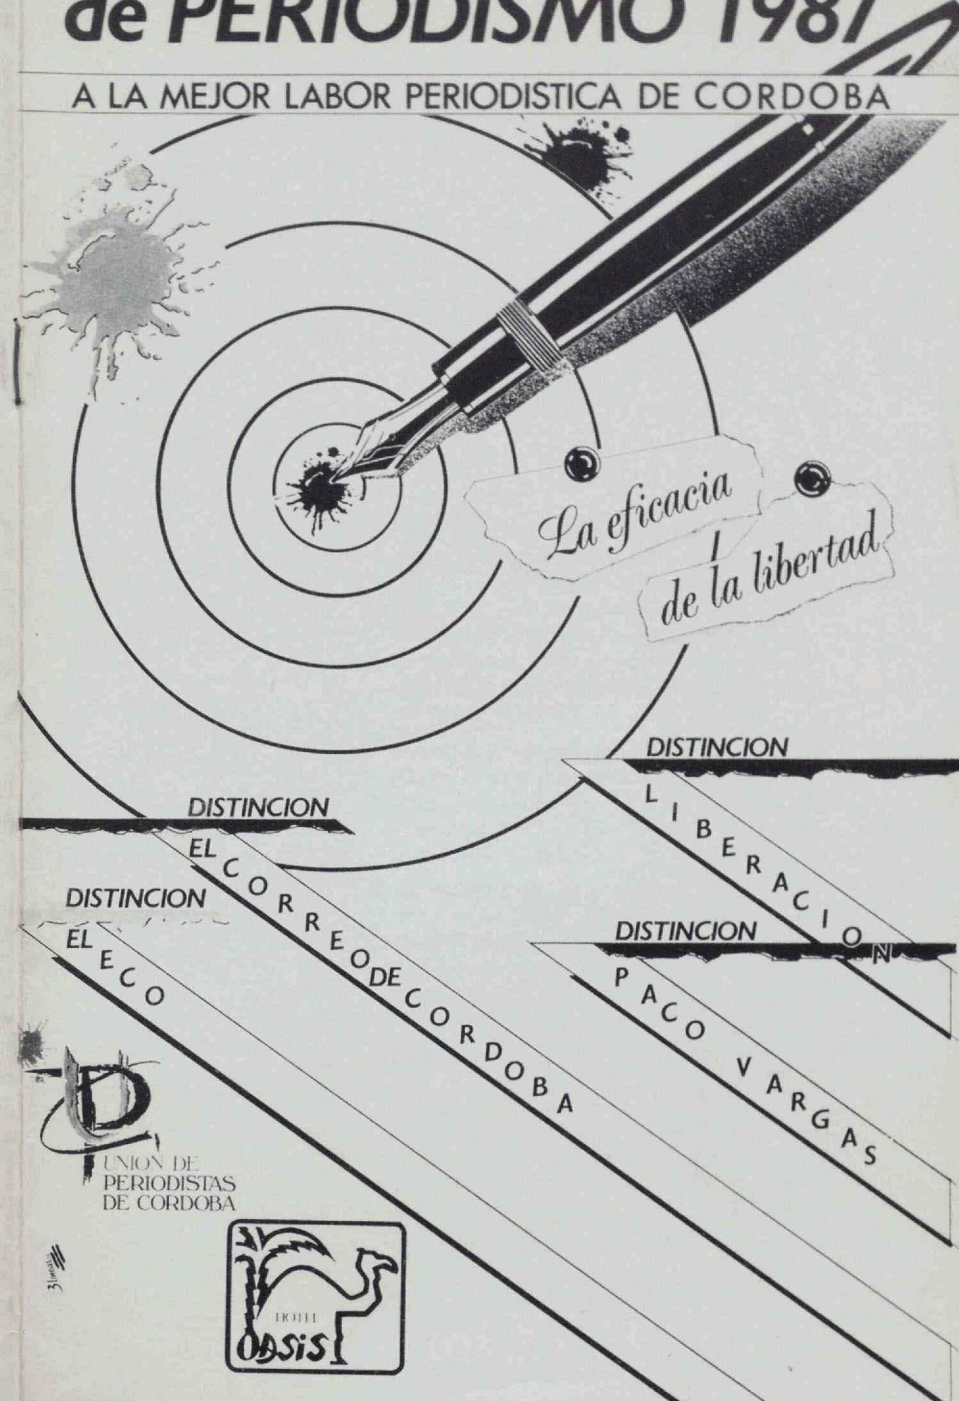 de PERIODISMO 1987
A LA MEJOR LABOR PERIODISTICA DE CORDOBA
La eficacia
de la libertad
DISTINCION
LIBERACION
DISTINCION
EL CORREO DE CORDOBA
DISTINCION
EL ECO
DISTINCION
PACO VARGAS
UNION DE
PERIODISTAS
DE CORDOBA
HOTEL
OASIS